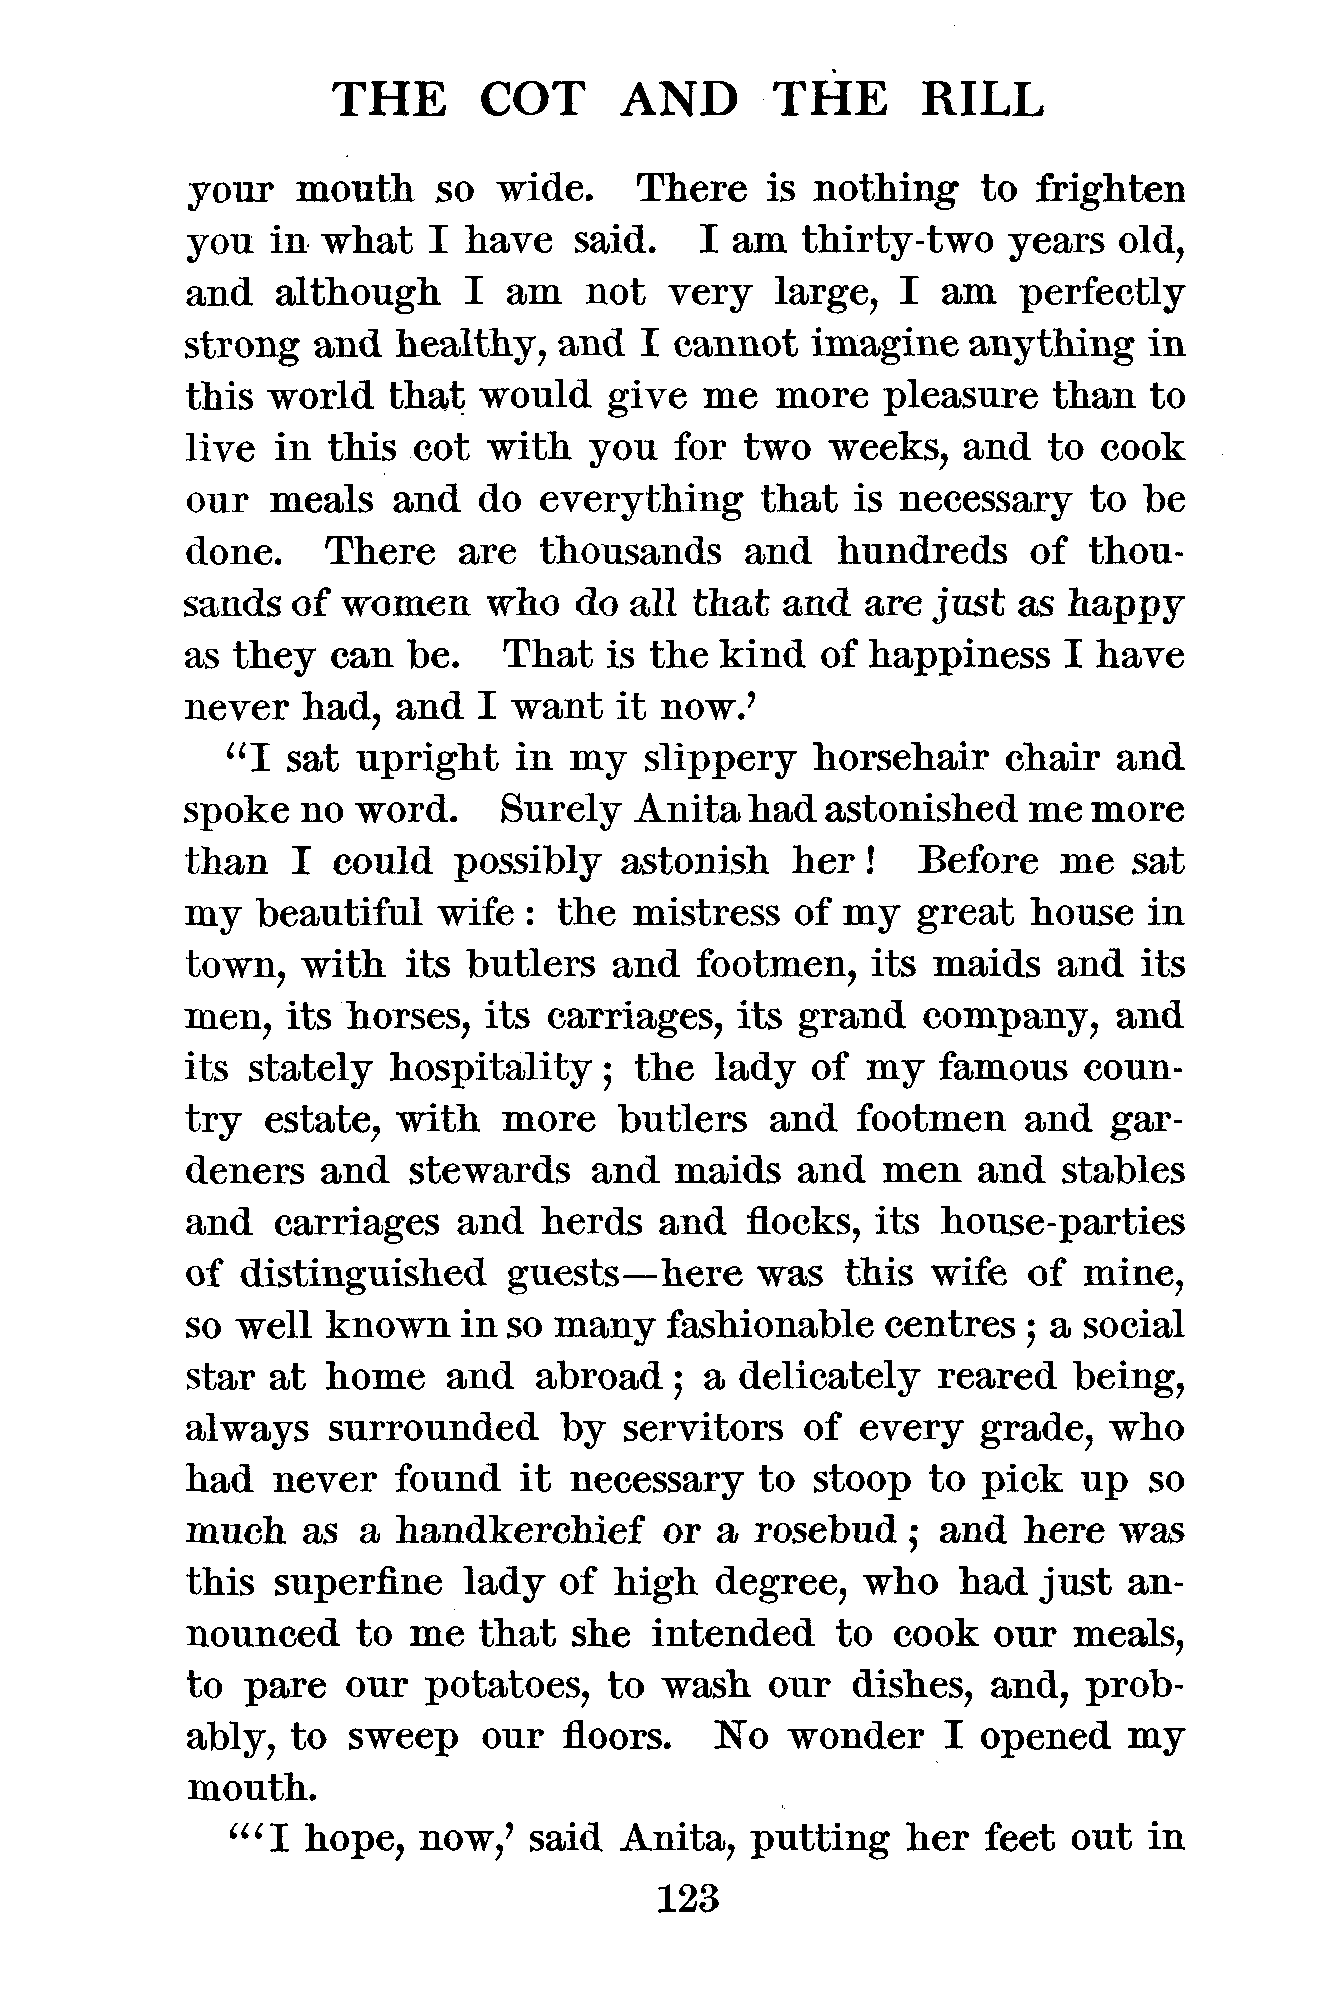 THE COT AND THE RILL
your mouth so wide. There is nothing to frighten
you in what I have said. I am thirty-two years old,
and although I am not very large, I am perfectly
strong and healthy, and I cannot imagine anything in
this world that would give me more pleasure than to
live in this cot with you for two weeks, and to cook
our meals and do everything that is necessary to be
done. There are thousands and hundreds of thou-
sands of women who do all that and are just as happy
as they can be. That is the kind of happiness I have
never had, and I want it now.’
“I sat upright in my slippery horsehair chair and
spoke no word. Surely Anita had astonished me more
than I could possibly astonish her! Before me sat
my beautiful wife: the mistress of my great house in
town, with its butlers and footmen, its maids and its
men, its horses, its carriages, its grand company, and
its stately hospitality; the lady of my famous coun-
try estate, with more butlers and footmen and gar-
deners and stewards and maids and men and stables
and carriages and herds and flocks, its house-parties
of distinguished guests—here was this wife of mine,
so well known in so many fashionable centres; a social
star at home and abroad; a delicately reared being,
always surrounded by servitors of every grade, who
had never found it necessary to stoop to pick up so
much as a handkerchief or a rosebud; and here was
this superfine lady of high degree, who had just an-
nounced to me that she intended to cook our meals,
to pare our potatoes, to wash our dishes, and, prob-
ably, to sweep our floors. No wonder I opened my
mouth.
“‘I hope, now,’ said Anita, putting her feet out in
123